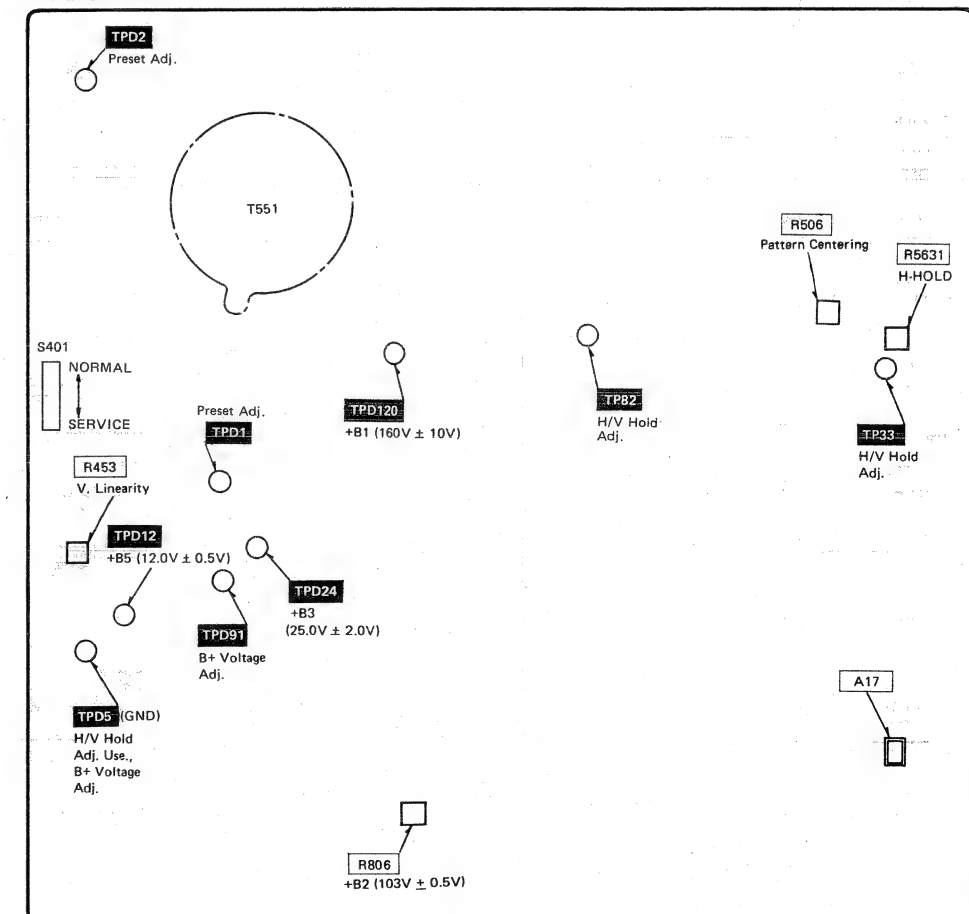 TPD2
Preset Adj.
T551
R506
Pattern Centering
R5631
H-HOLD
S401
NORMAL
SERVICE
Preset Adj.
TPD1
TPD120
+B1 (160V ± 10V)
TP82
H/V Hold
Adj.
TP33
H/V Hold
Adj.
R453
V. Linearity
TPD12
+B5 (12.0V ± 0.5V)
TPD24
+B3
(25.0V ± 2.0V)
TPD91
B+ Voltage
Adj.
A17
TPD5 (GND)
H/V Hold
Adj. Use.,
B+ Voltage
Adj.
R806
+B2 (103V ± 0.5V)